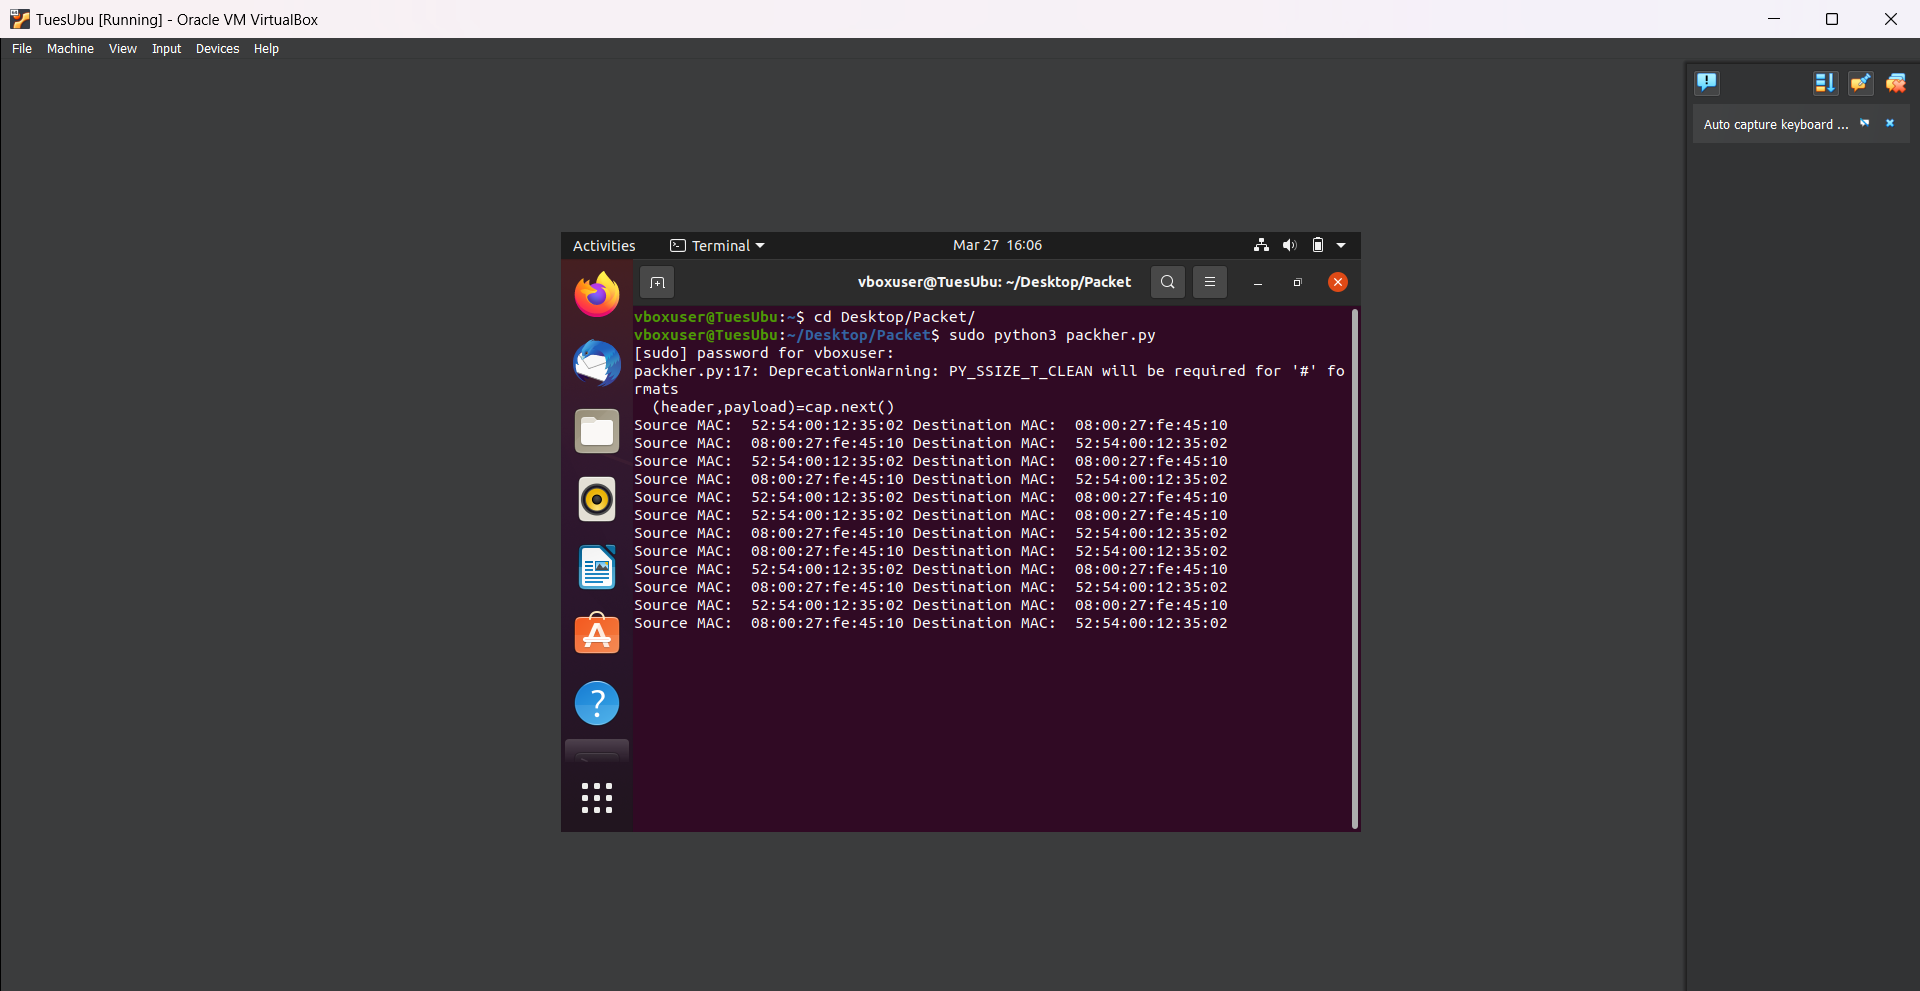 TuesUbu [Running] - Oracle VM VirtualBox
File Machine View Input Devices Help
Auto capture keyboard ...
Activities Terminal Mar 27 16:06
vboxuser@TuesUbu: ~/Desktop/Packet
vboxuser@TuesUbu:~$ cd Desktop/Packet/
vboxuser@TuesUbu:~/Desktop/Packet$ sudo python3 packher.py
[sudo] password for vboxuser:
packher.py:17: DeprecationWarning: PY_SSIZE_T_CLEAN will be required for '#' fo
rmats
  (header,payload)=cap.next()
Source MAC:  52:54:00:12:35:02 Destination MAC:  08:00:27:fe:45:10
Source MAC:  08:00:27:fe:45:10 Destination MAC:  52:54:00:12:35:02
Source MAC:  52:54:00:12:35:02 Destination MAC:  08:00:27:fe:45:10
Source MAC:  08:00:27:fe:45:10 Destination MAC:  52:54:00:12:35:02
Source MAC:  52:54:00:12:35:02 Destination MAC:  08:00:27:fe:45:10
Source MAC:  52:54:00:12:35:02 Destination MAC:  08:00:27:fe:45:10
Source MAC:  08:00:27:fe:45:10 Destination MAC:  52:54:00:12:35:02
Source MAC:  08:00:27:fe:45:10 Destination MAC:  52:54:00:12:35:02
Source MAC:  52:54:00:12:35:02 Destination MAC:  08:00:27:fe:45:10
Source MAC:  08:00:27:fe:45:10 Destination MAC:  52:54:00:12:35:02
Source MAC:  52:54:00:12:35:02 Destination MAC:  08:00:27:fe:45:10
Source MAC:  08:00:27:fe:45:10 Destination MAC:  52:54:00:12:35:02